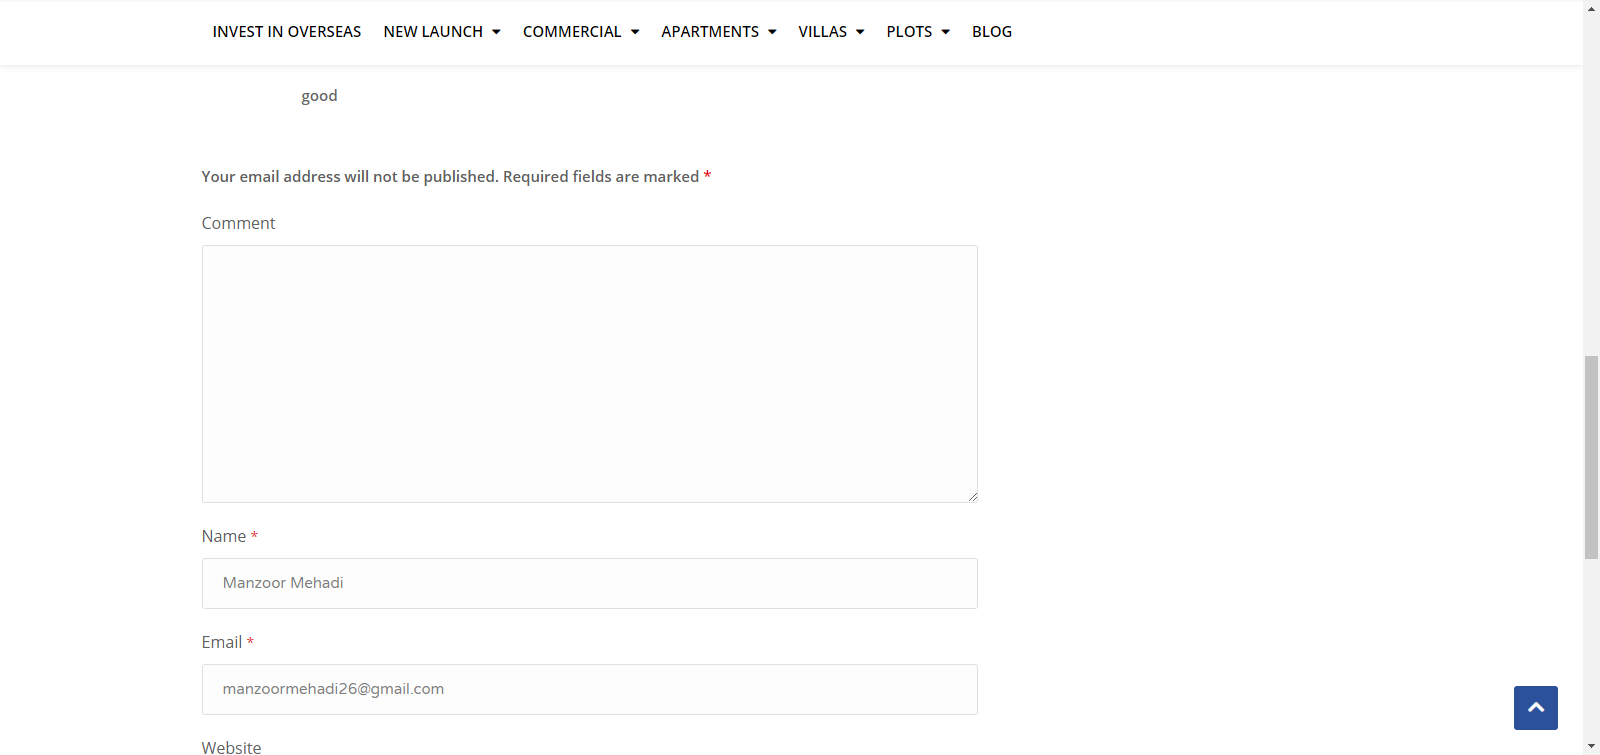 INVEST IN OVERSEAS NEW LAUNCH COMMERCIAL APARTMENTS VILLAS PLOTS BLOG
good
Your email address will not be published. Required fields are marked *
Comment
Name *
Manzoor Mehadi
Email *
manzoormehadi26@gmail.com
Website